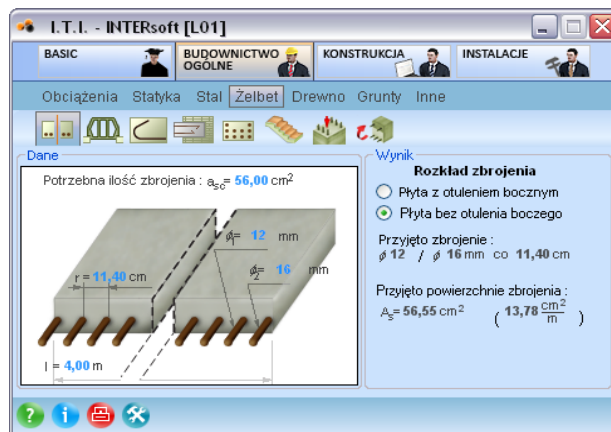 I.T.I. - INTERsoft [L01]
BASIC
BUDOWNICTWO
OGÓLNE
KONSTRUKCJA
INSTALACJE
Obciążenia Statyka Stal Żelbet Drewno Grunty Inne
Dane
Potrzebna ilość zbrojenia : asc= 56,00 cm²
ϕ1= 12 mm
r = 11,40 cm
ϕ2= 16 mm
l = 4,00 m
Wynik
Rozkład zbrojenia
Płyta z otuleniem bocznym
Płyta bez otulenia boczego
Przyjęto zbrojenie :
ϕ 12 / ϕ 16 mm co 11,40 cm
Przyjęto powierzchnie zbrojenia :
As= 56,55 cm² ( 13,78 cm²/m )